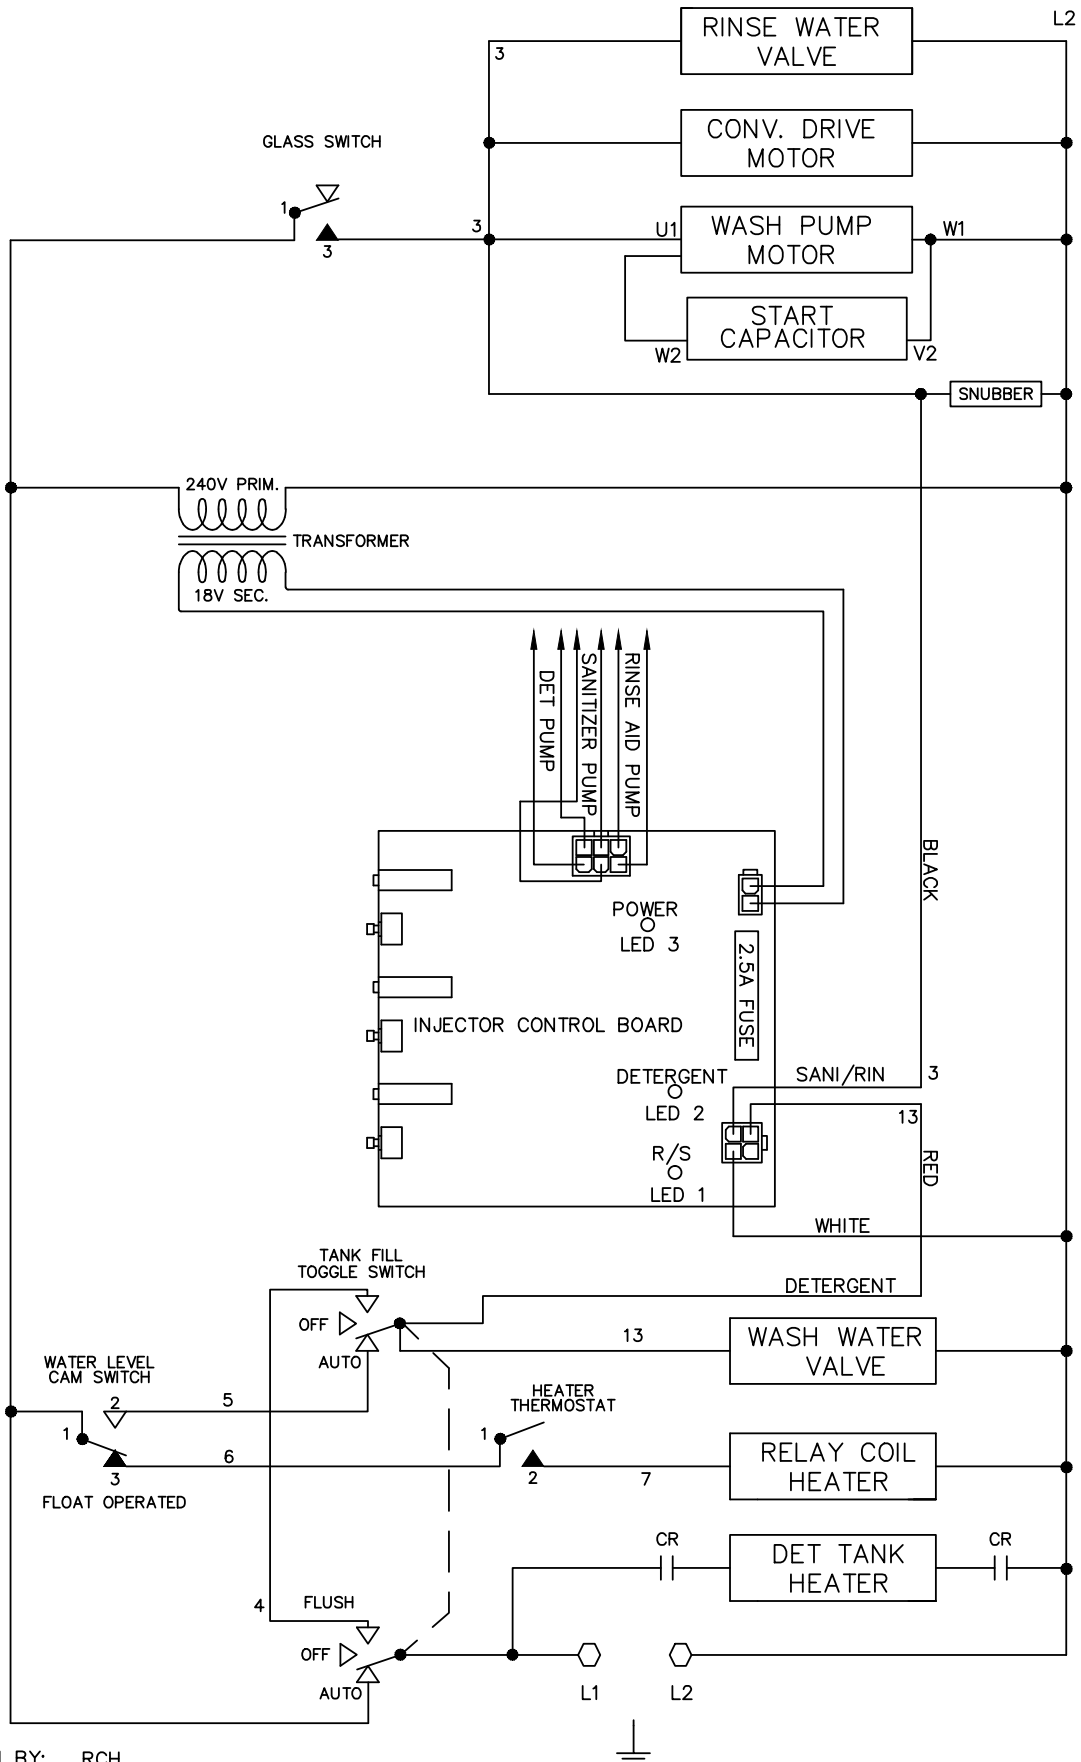 L2
RINSE WATER
VALVE
3
CONV. DRIVE
MOTOR
GLASS SWITCH
1
3
3
U1
WASH PUMP
MOTOR
W1
START
CAPACITOR
W2
V2
SNUBBER
240V PRIM.
TRANSFORMER
18V SEC.
DET PUMP
SANITIZER PUMP
RINSE AID PUMP
BLACK
POWER
LED 3
2.5A FUSE
INJECTOR CONTROL BOARD
DETERGENT
LED 2
SANI/RIN
3
13
R/S
LED 1
RED
WHITE
TANK FILL
TOGGLE SWITCH
DETERGENT
OFF
AUTO
13
WASH WATER
VALVE
WATER LEVEL
CAM SWITCH
2
5
1
HEATER
THERMOSTAT
1
6
3
2
7
RELAY COIL
HEATER
FLOAT OPERATED
CR
DET TANK
HEATER
CR
4
FLUSH
OFF
AUTO
L1
L2
BY: RCH